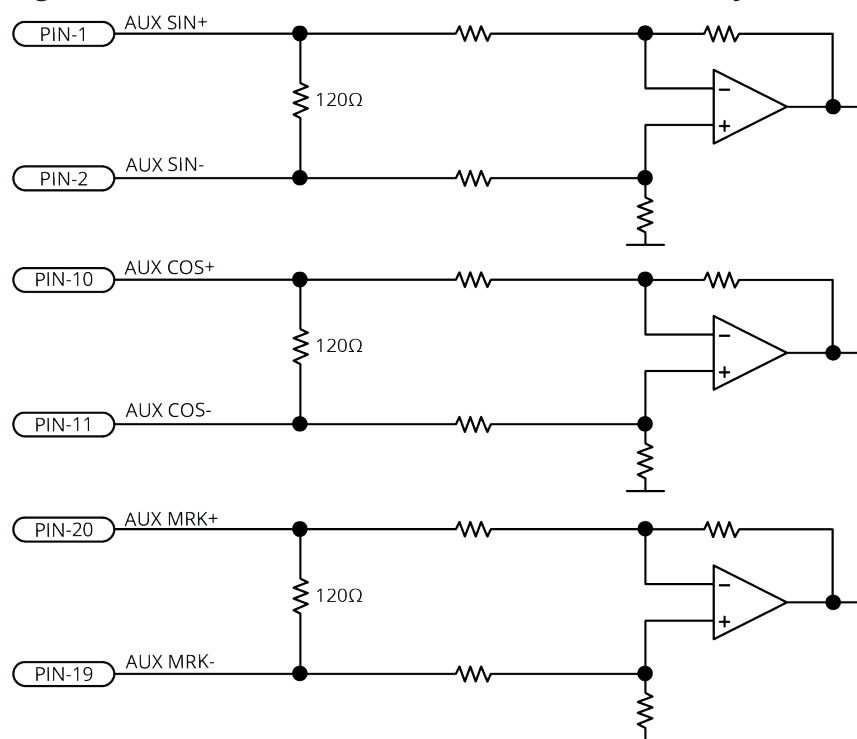 AUX SIN+
PIN-1
120Ω
AUX SIN-
PIN-2
AUX COS+
PIN-10
120Ω
AUX COS-
PIN-11
AUX MRK+
PIN-20
120Ω
AUX MRK-
PIN-19